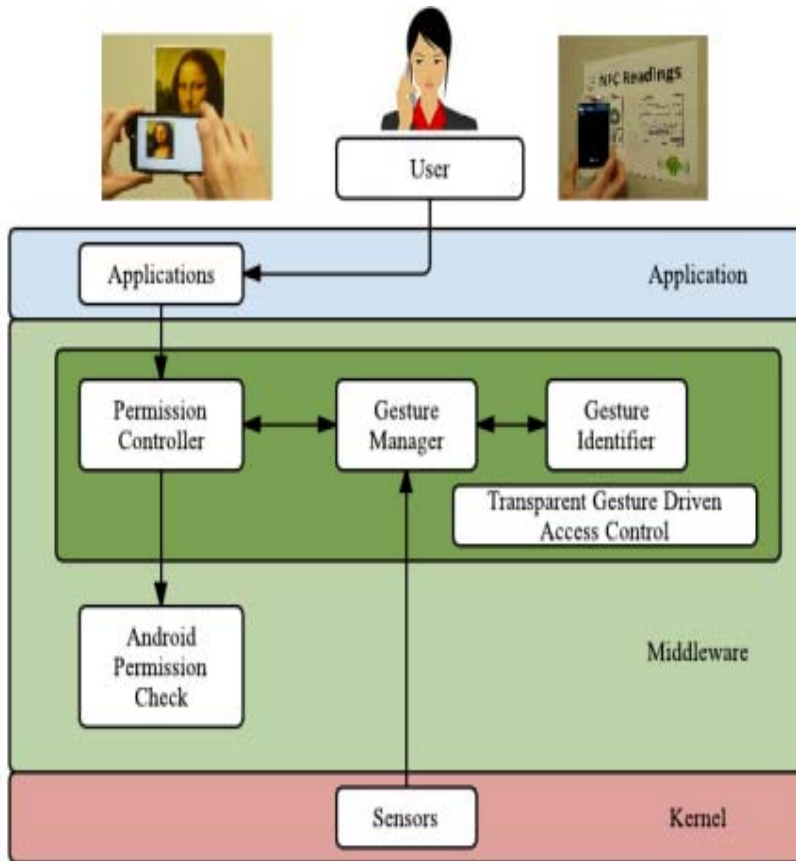 NFC Readings
User
Applications
Application
Permission
Controller
Gesture
Manager
Gesture
Identifier
Transparent Gesture Driven
Access Control
Android
Permission
Check
Middleware
Sensors
Kernel